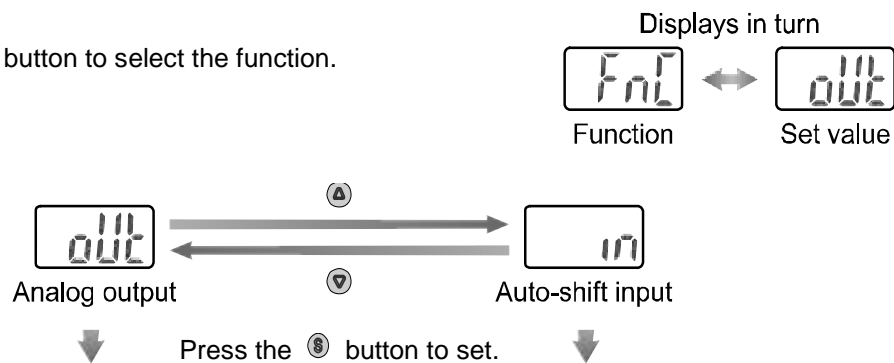 Displays in turn
button to select the function.
FnC
oUt
Function
Set value
oUt
in
Analog output
Auto-shift input
Press the S button to set.